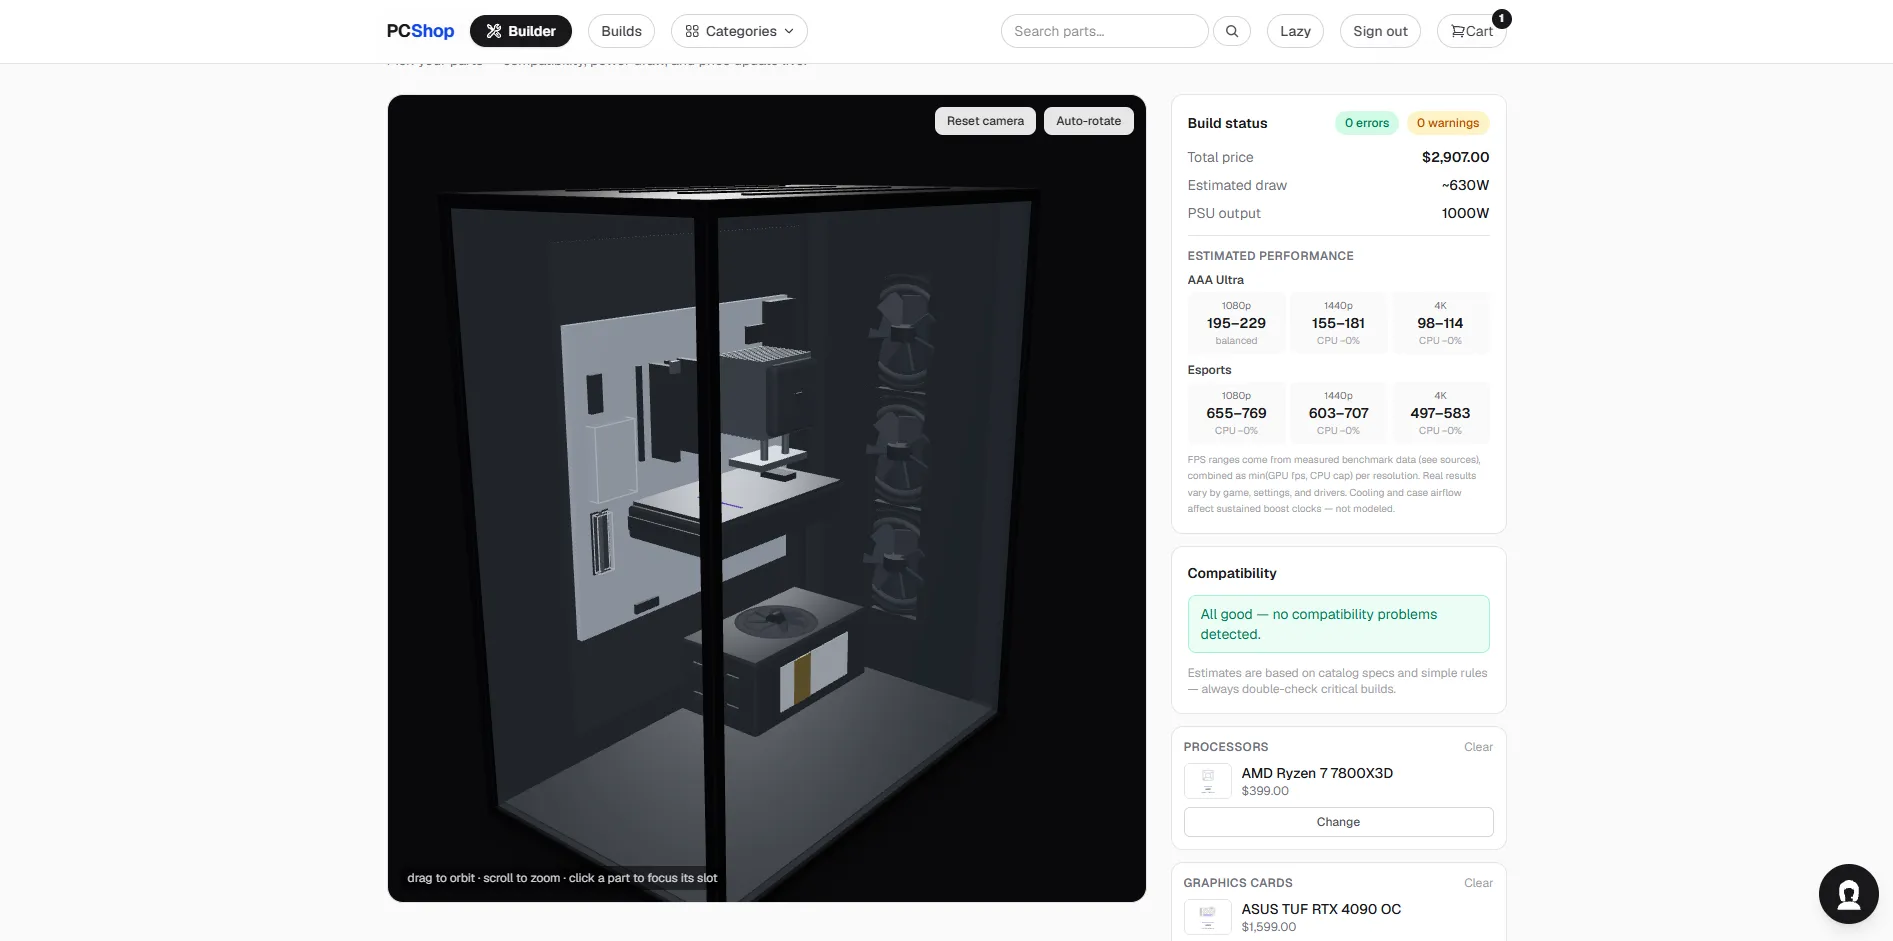 PCShop
Builder
Builds
Categories
Search parts...
Lazy
Sign out
Cart
1
Reset camera
Auto-rotate
drag to orbit · scroll to zoom · click a part to focus its slot
Build status
0 errors
0 warnings
Total price
$2,907.00
Estimated draw
~630W
PSU output
1000W
ESTIMATED PERFORMANCE
AAA Ultra
1080p
195–229
balanced
1440p
155–181
CPU ~0%
4K
98–114
CPU ~0%
Esports
1080p
655–769
CPU ~0%
1440p
603–707
CPU ~0%
4K
497–583
CPU ~0%
FPS ranges come from measured benchmark data (see sources),
combined as min(GPU fps, CPU cap) per resolution. Real results
vary by game, settings, and drivers. Cooling and case airflow
affect sustained boost clocks — not modeled.
Compatibility
All good — no compatibility problems
detected.
Estimates are based on catalog specs and simple rules
— always double-check critical builds.
PROCESSORS
Clear
AMD Ryzen 7 7800X3D
$399.00
Change
GRAPHICS CARDS
Clear
ASUS TUF RTX 4090 OC
$1,599.00